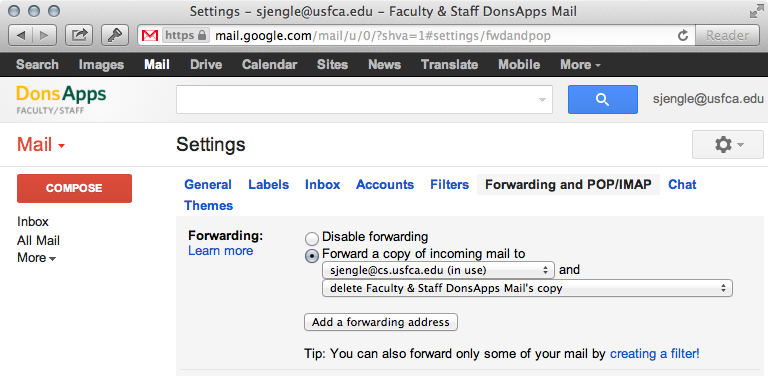 Settings – sjengle@usfca.edu – Faculty & Staff DonsApps Mail
https mail.google.com/mail/u/0/?shva=1#settings/fwdandpop Reader
Search Images Mail Drive Calendar Sites News Translate Mobile More
DonsApps sjengle@usfca.edu
FACULTY/STAFF
Mail Settings
COMPOSE
General Labels Inbox Accounts Filters Forwarding and POP/IMAP Chat
Themes
Inbox
All Mail
More
Forwarding:
Learn more
Disable forwarding
Forward a copy of incoming mail to
sjengle@cs.usfca.edu (in use) and
delete Faculty & Staff DonsApps Mail's copy
Add a forwarding address
Tip: You can also forward only some of your mail by creating a filter!